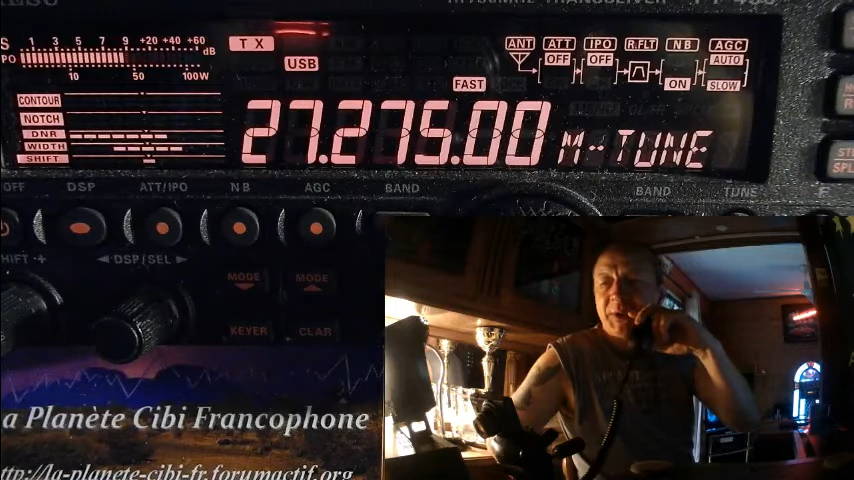 TRANSCEIVER
S 1 3 5 7 9 +20 +40 +60 dB
PO 10 50 100W
TX
USB
FAST
ANT ATT IPO R.FLT NB AGC
OFF OFF AUTO
ON SLOW
CONTOUR
NOTCH
DNR
WIDTH
SHIFT
27.275.00 M-TUNE
OFF DSP ATT/IPO NB AGC BAND BAND TUNE
DSP/SEL
MODE MODE
KEYER CLAR
a Planète Cibi Francophone
ttp://la-planete-cibi-fr.forumactif.org